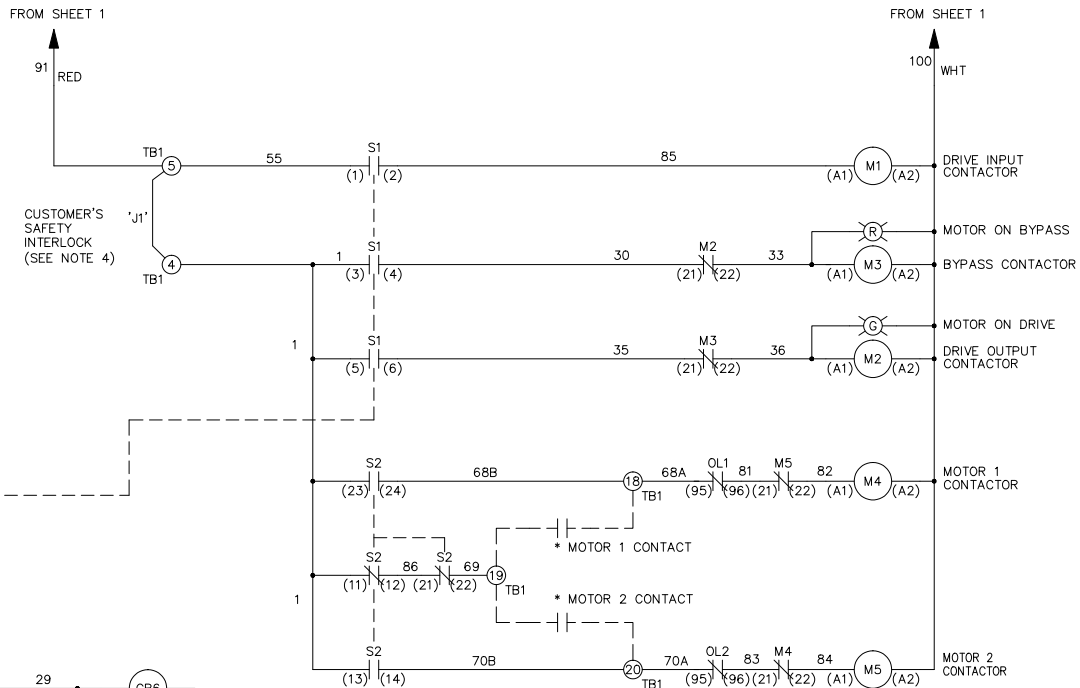 FROM SHEET 1 FROM SHEET 1
91 RED 100 WHT
TB1 5 55 S1 (1) (2) 85 (A1) M1 (A2) DRIVE INPUT
CONTACTOR
CUSTOMER'S
SAFETY
INTERLOCK
(SEE NOTE 4)
'J1'
R MOTOR ON BYPASS
4 TB1 1 S1 (3) (4) 30 M2 (21) (22) 33 (A1) M3 (A2) BYPASS CONTACTOR
G MOTOR ON DRIVE
1 S1 (5) (6) 35 M3 (21) (22) 36 (A1) M2 (A2) DRIVE OUTPUT
CONTACTOR
S2 (23) (24) 68B 18 TB1 68A OL1 (95) (96) 81 M5 (21) (22) 82 (A1) M4 (A2) MOTOR 1
CONTACTOR
* MOTOR 1 CONTACT
S2 (11) (12) 86 S2 (21) (22) 69 19 TB1
* MOTOR 2 CONTACT
1
S2 (13) (14) 70B 20 TB1 70A OL2 (95) (96) 83 M4 (21) (22) 84 (A1) M5 (A2) MOTOR 2
CONTACTOR
29